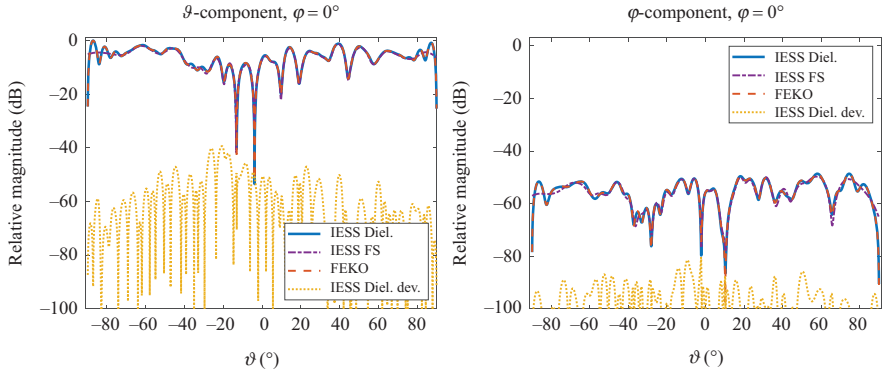 ϑ-component, φ = 0°
Relative magnitude (dB)
0
−20
−40
−60
−80
−100
IESS Diel.
IESS FS
FEKO
IESS Diel. dev.
−80 −60 −40 −20 0 20 40 60 80
ϑ (°)
φ-component, φ = 0°
Relative magnitude (dB)
0
−20
−40
−60
−80
−100
IESS Diel.
IESS FS
FEKO
IESS Diel. dev.
−80 −60 −40 −20 0 20 40 60 80
ϑ (°)